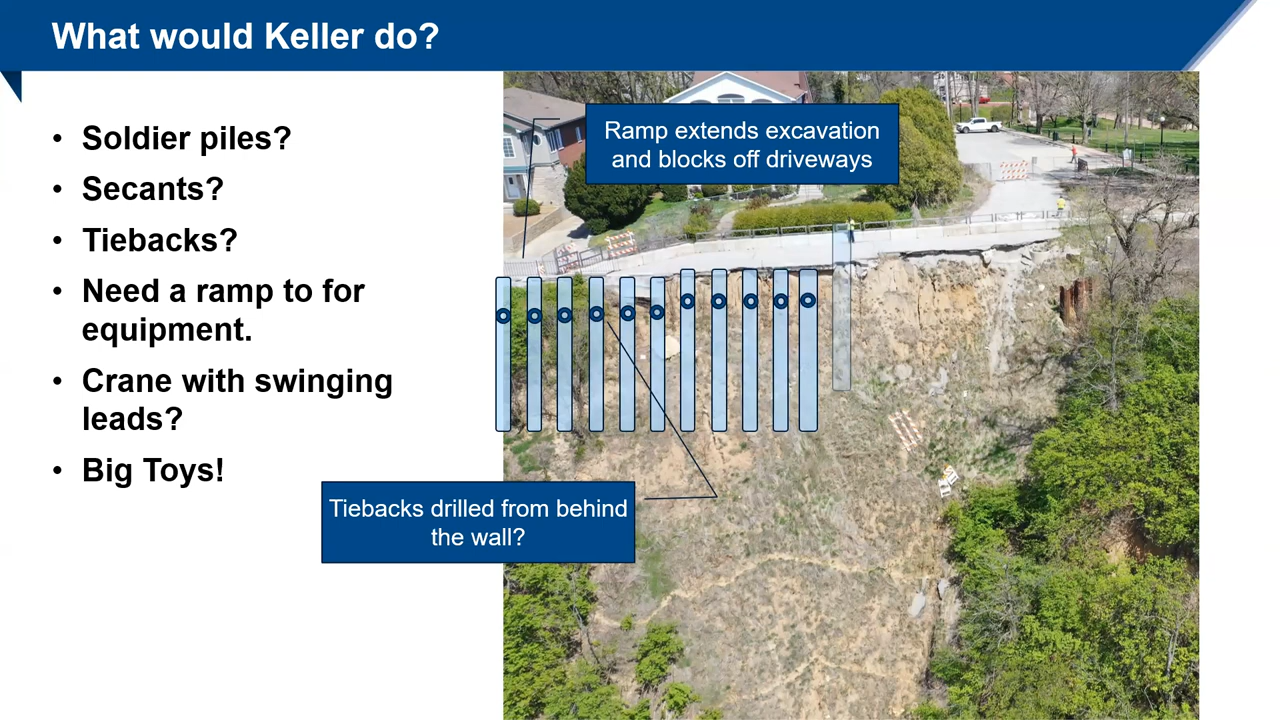 What would Keller do?
• Soldier piles?
• Secants?
• Tiebacks?
• Need a ramp to for
equipment.
• Crane with swinging
leads?
• Big Toys!
Ramp extends excavation
and blocks off driveways
Tiebacks drilled from behind
the wall?